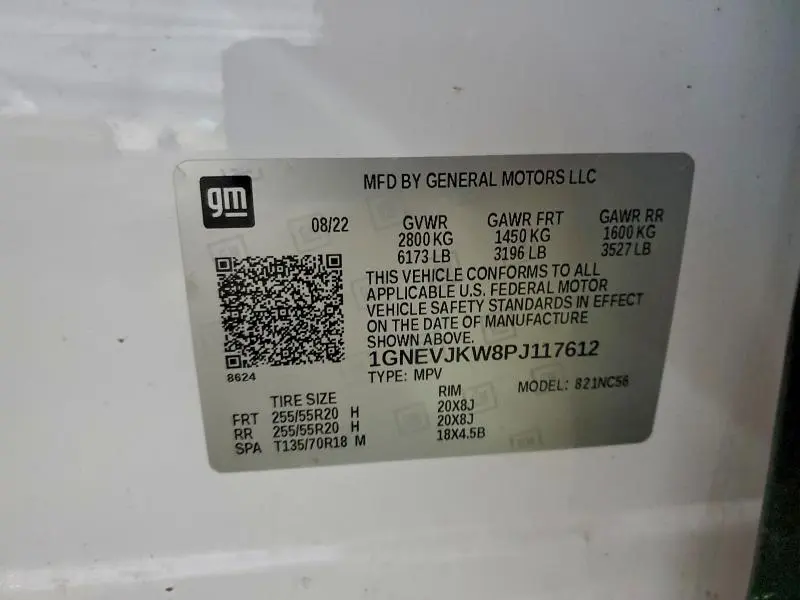 gm
MFD BY GENERAL MOTORS LLC
08/22 GVWR GAWR FRT GAWR RR
2800 KG 1450 KG 1600 KG
6173 LB 3196 LB 3527 LB
THIS VEHICLE CONFORMS TO ALL
APPLICABLE U.S. FEDERAL MOTOR
VEHICLE SAFETY STANDARDS IN EFFECT
ON THE DATE OF MANUFACTURE
SHOWN ABOVE.
1GNEVJKW8PJ117612
8624
TYPE: MPV MODEL: 821NC56
TIRE SIZE RIM
FRT 255/55R20 H 20X8J
RR 255/55R20 H 20X8J
SPA T135/70R18 M 18X4.5B